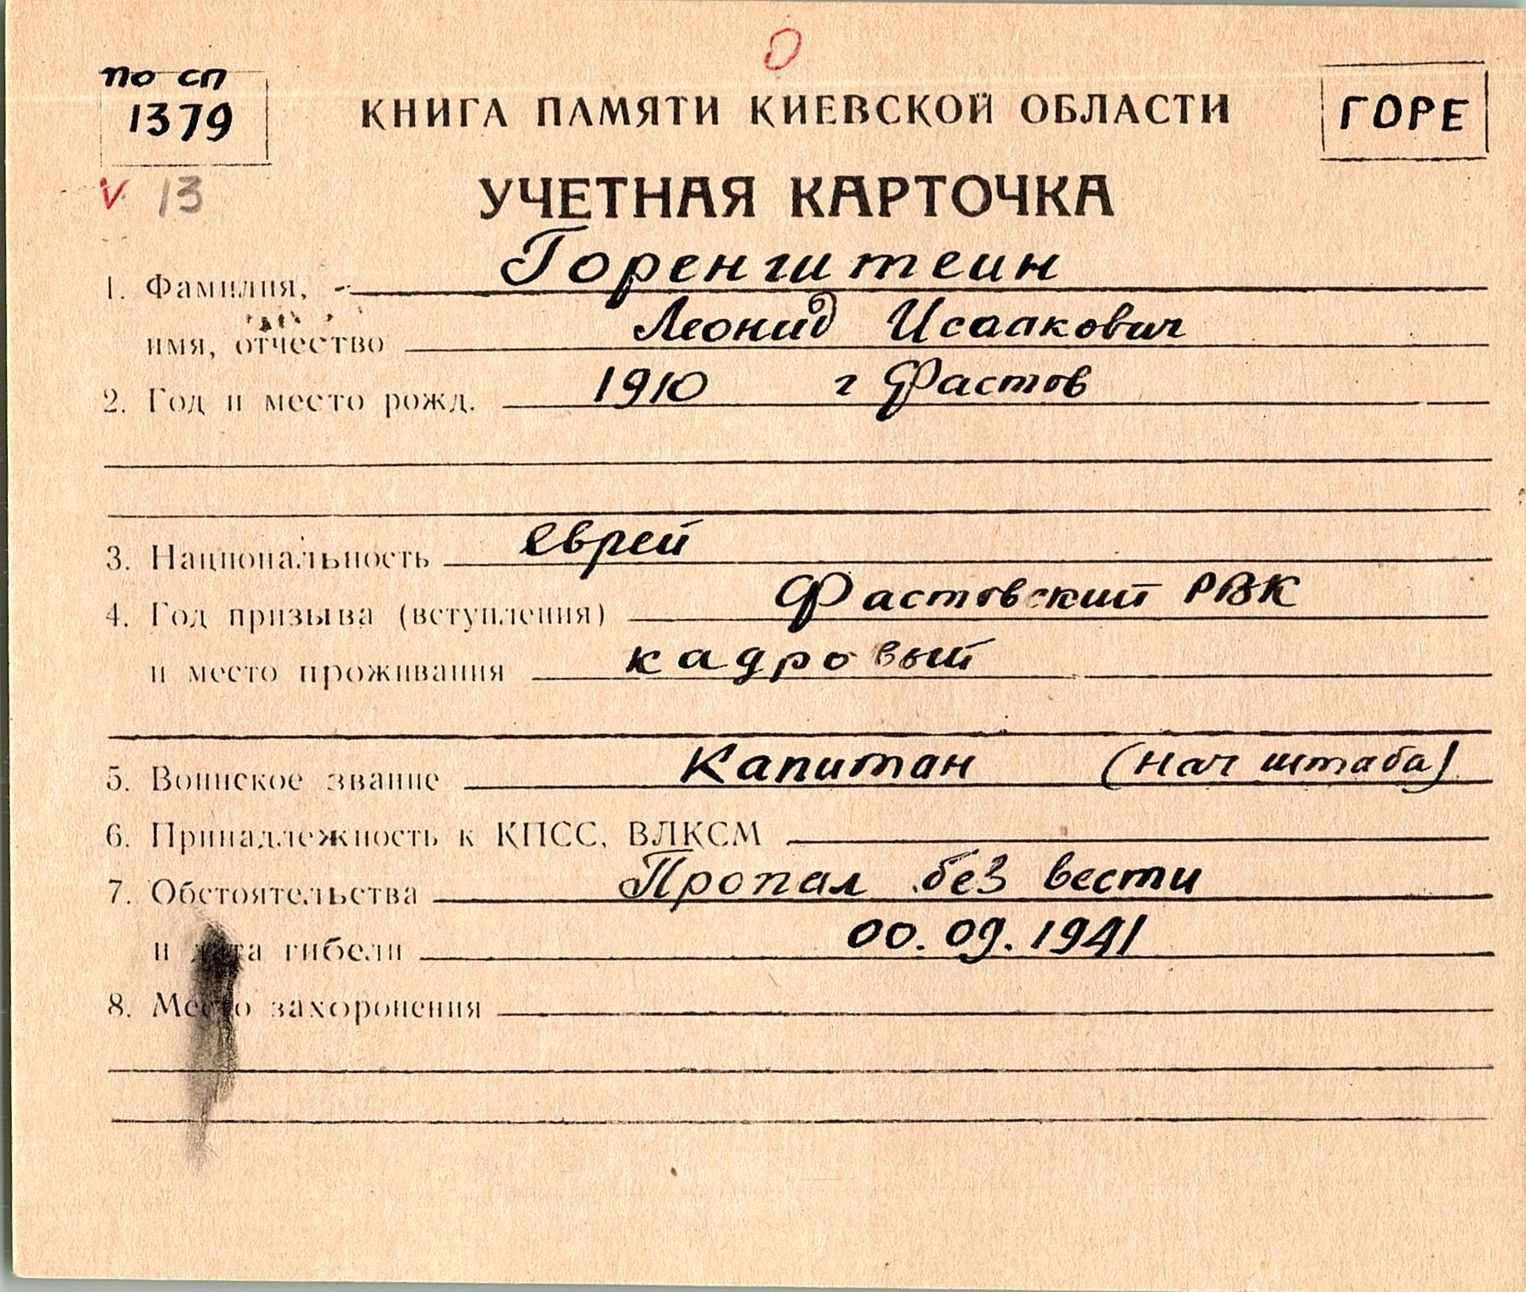 О
по сп
1379
КНИГА ПАМЯТИ КИЕВСКОЙ ОБЛАСТИ
ГОРЕ
v 13
УЧЕТНАЯ КАРТОЧКА
1. Фамилия, - Горенштеин
имя, отчество Леонид Исаакович
2. Год и место рожд. 1910 г Фастов
3. Национальность еврей
4. Год призыва (вступления) Фастовский РВК
и место проживания кадровый
5. Воинское звание Капитан (нач штаба)
6. Принадлежность к КПСС, ВЛКСМ
7. Обстоятельства Пропал без вести
и дата гибели 00.09.1941
8. Место захоронения